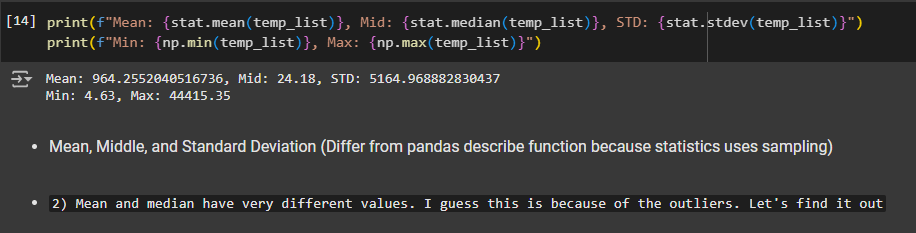 [14] print(f"Mean: {stat.mean(temp_list)}, Mid: {stat.median(temp_list)}, STD: {stat.stdev(temp_list)}")
print(f"Min: {np.min(temp_list)}, Max: {np.max(temp_list)}")
Mean: 964.2552040516736, Mid: 24.18, STD: 5164.968882830437
Min: 4.63, Max: 44415.35
• Mean, Middle, and Standard Deviation (Differ from pandas describe function because statistics uses sampling)
• 2) Mean and median have very different values. I guess this is because of the outliers. Let's find it out